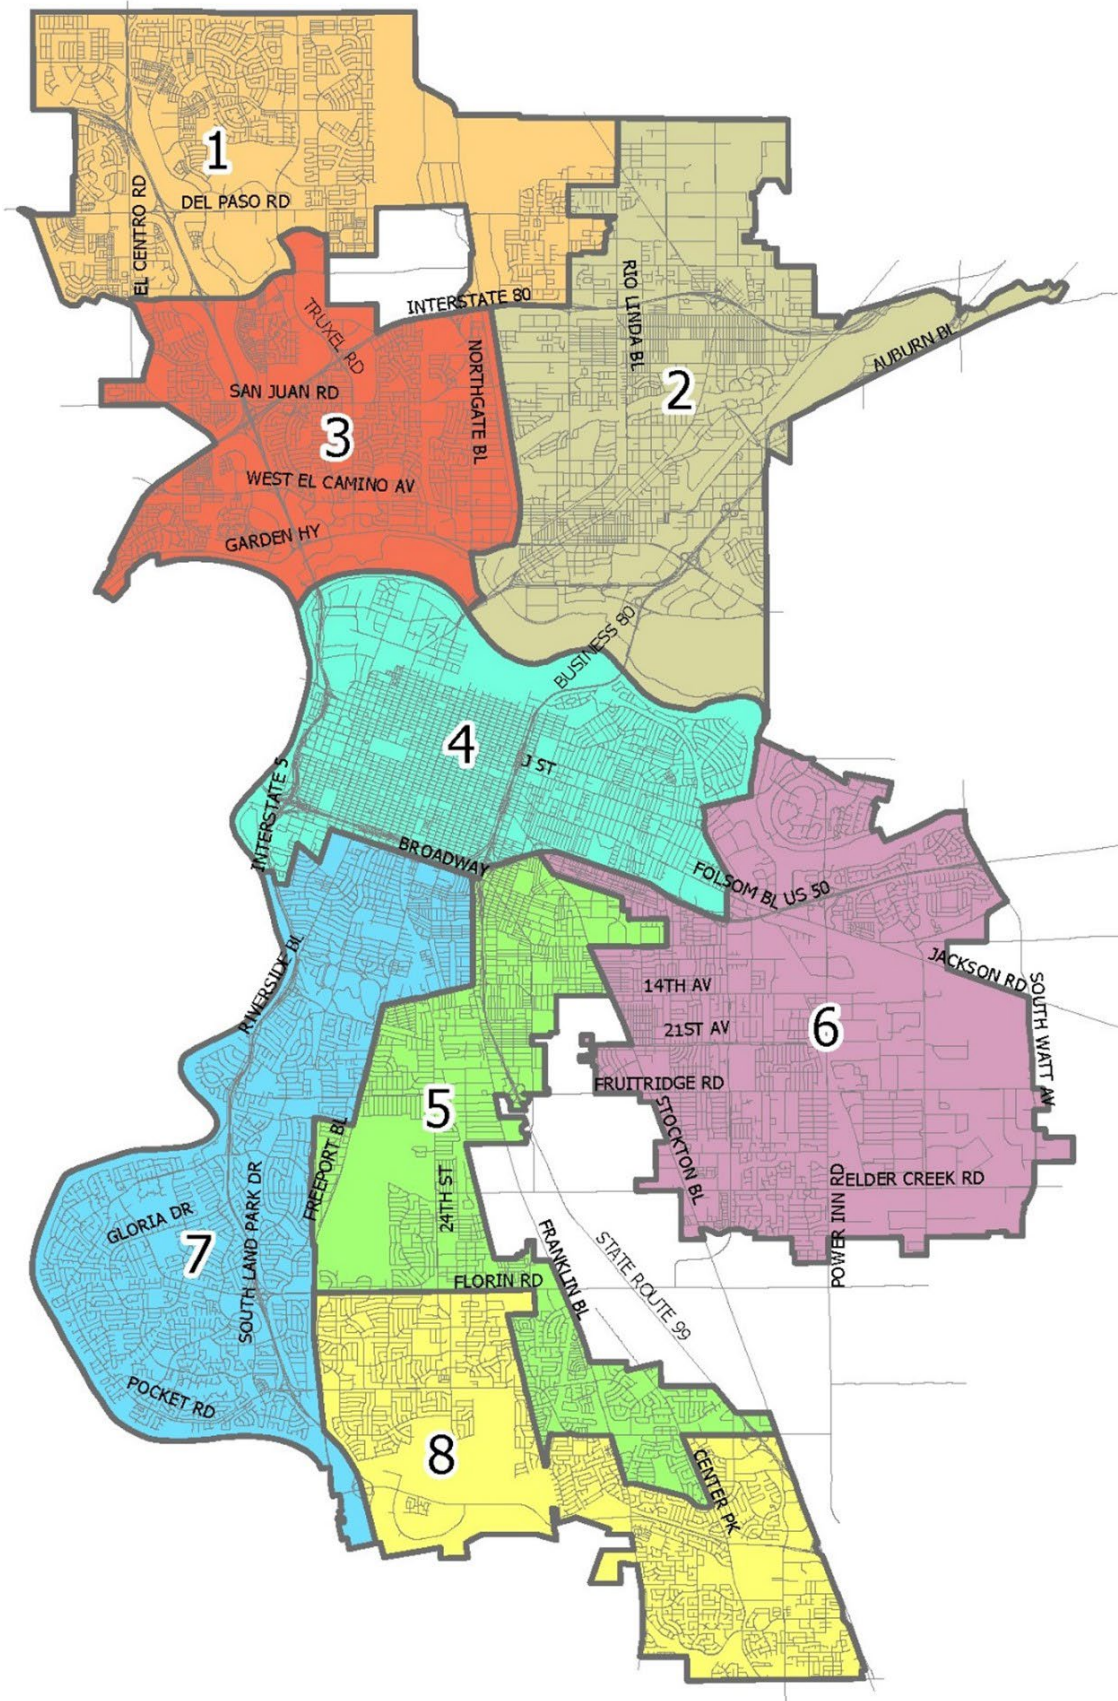 1
DEL PASO RD
EL CENTRO RD
INTERSTATE 80
RIO LINDA BL
TRUXEL RD
NORTHGATE BL
AUBURN BL
SAN JUAN RD
2
3
WEST EL CAMINO AV
GARDEN HY
BUSINESS 80
4
J ST
INTERSTATE 5
BROADWAY
FOLSOM BL
US 50
RIVERSIDE BL
JACKSON RD
14TH AV
SOUTH WATT AV
21ST AV
6
FRUITRIDGE RD
5
STOCKTON BL
FREEPORT BL
24TH ST
ELDER CREEK RD
POWER INN RD
GLORIA DR
SOUTH LAND PARK DR
7
FRANKLIN BL
STATE ROUTE 99
FLORIN RD
POCKET RD
8
CENTER PK